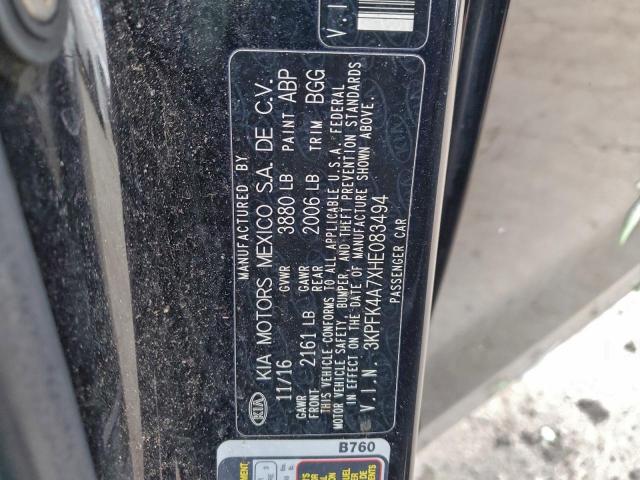 V.I
MANUFACTURED BY
KIA KIA MOTORS MEXICO S.A. DE C.V.
11/16 GVWR 3880 LB PAINT ABP
GAWR FRONT 2161 LB GAWR REAR 2006 LB TRIM BGG
THIS VEHICLE CONFORMS TO ALL APPLICABLE U.S.A. FEDERAL
MOTOR VEHICLE SAFETY, BUMPER, AND THEFT PREVENTION STANDARDS
IN EFFECT ON THE DATE OF MANUFACTURE SHOWN ABOVE.
V.I.N. 3KPFK4A7XHE083494
PASSENGER CAR
B760